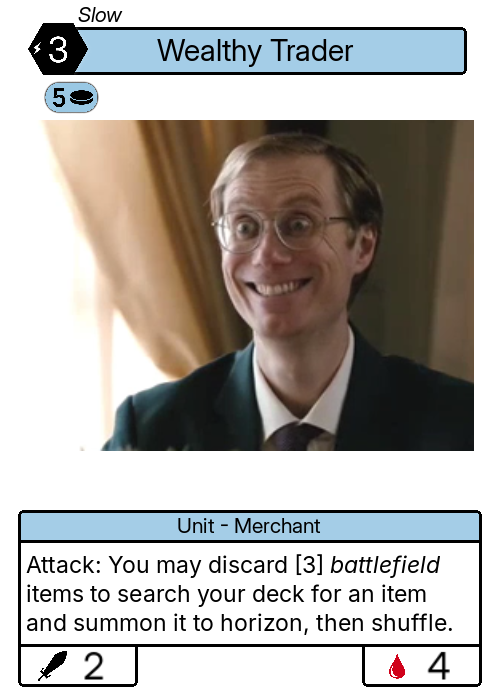 Slow
3 Wealthy Trader
5
Unit - Merchant
Attack: You may discard [3] battlefield
items to search your deck for an item
and summon it to horizon, then shuffle.
2 4